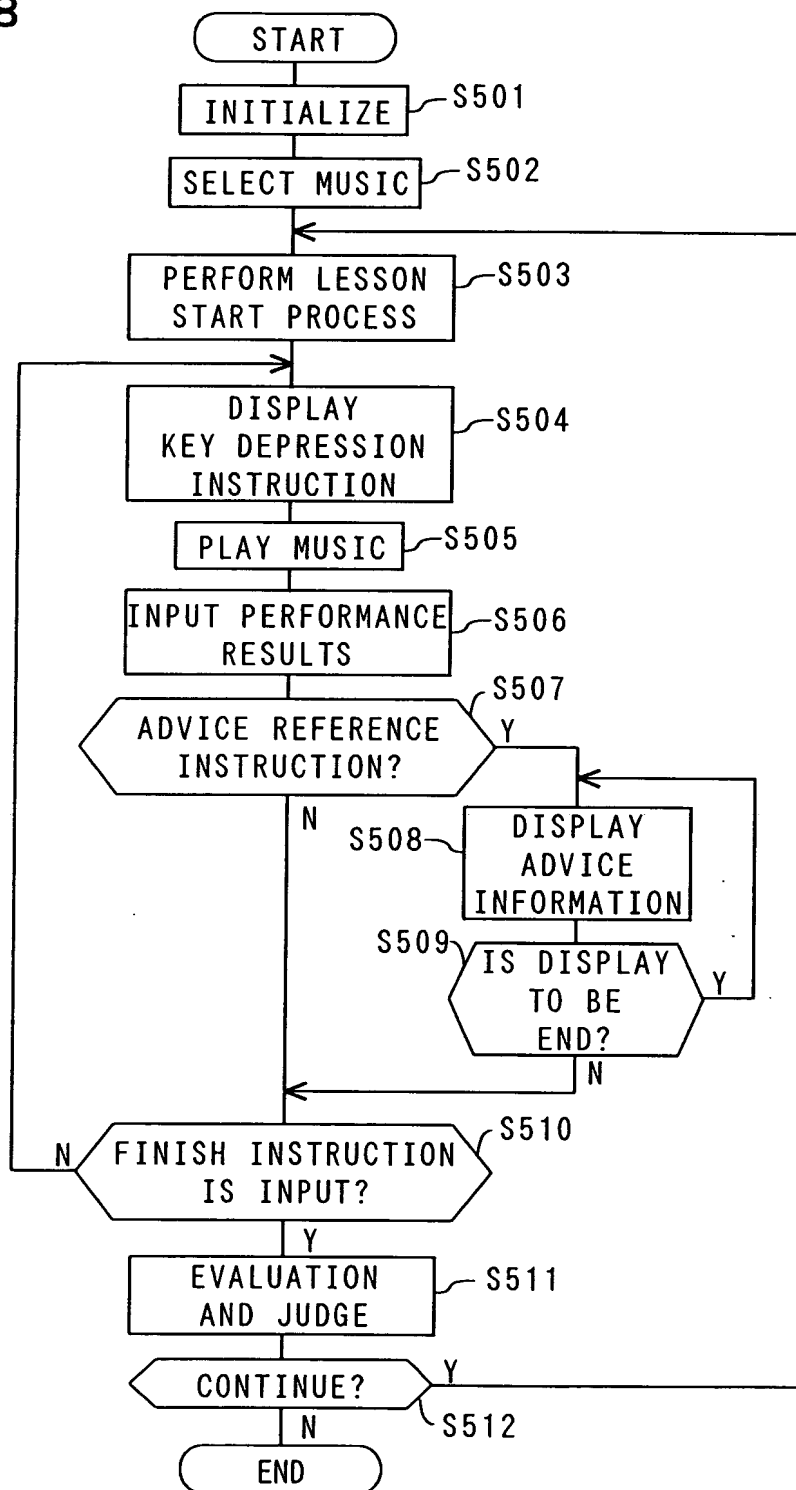 8
START
INITIALIZE
S501
SELECT MUSIC
S502
PERFORM LESSON
START PROCESS
S503
DISPLAY
KEY DEPRESSION
INSTRUCTION
S504
PLAY MUSIC
S505
INPUT PERFORMANCE
RESULTS
S506
ADVICE REFERENCE
INSTRUCTION?
S507
Y
N
DISPLAY
ADVICE
INFORMATION
S508
IS DISPLAY
TO BE
END?
S509
Y
N
FINISH INSTRUCTION
IS INPUT?
S510
N
Y
EVALUATION
AND JUDGE
S511
CONTINUE?
Y
S512
N
END